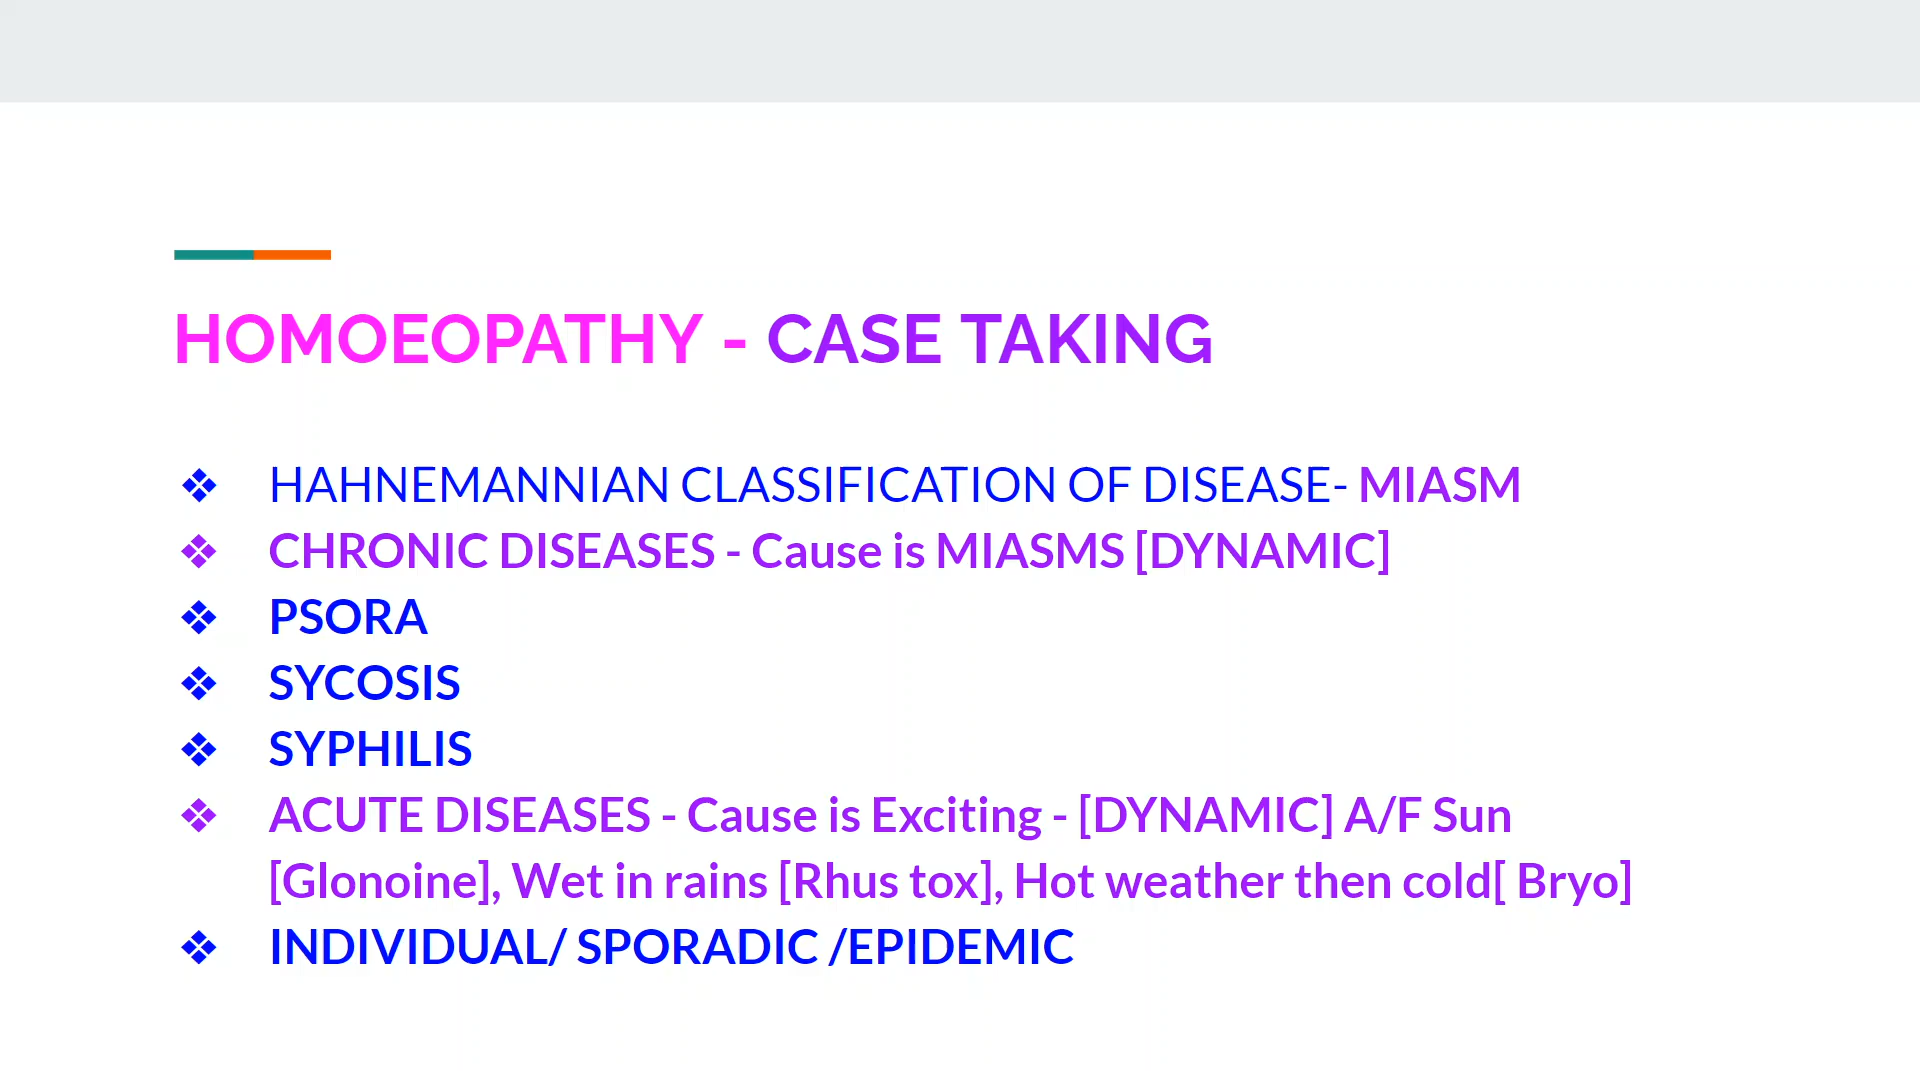 HOMOEOPATHY - CASE TAKING
❖ HAHNEMANNIAN CLASSIFICATION OF DISEASE- MIASM
❖ CHRONIC DISEASES - Cause is MIASMS [DYNAMIC]
❖ PSORA
❖ SYCOSIS
❖ SYPHILIS
❖ ACUTE DISEASES - Cause is Exciting - [DYNAMIC] A/F Sun
[Glonoine], Wet in rains [Rhus tox], Hot weather then cold[ Bryo]
❖ INDIVIDUAL/ SPORADIC /EPIDEMIC